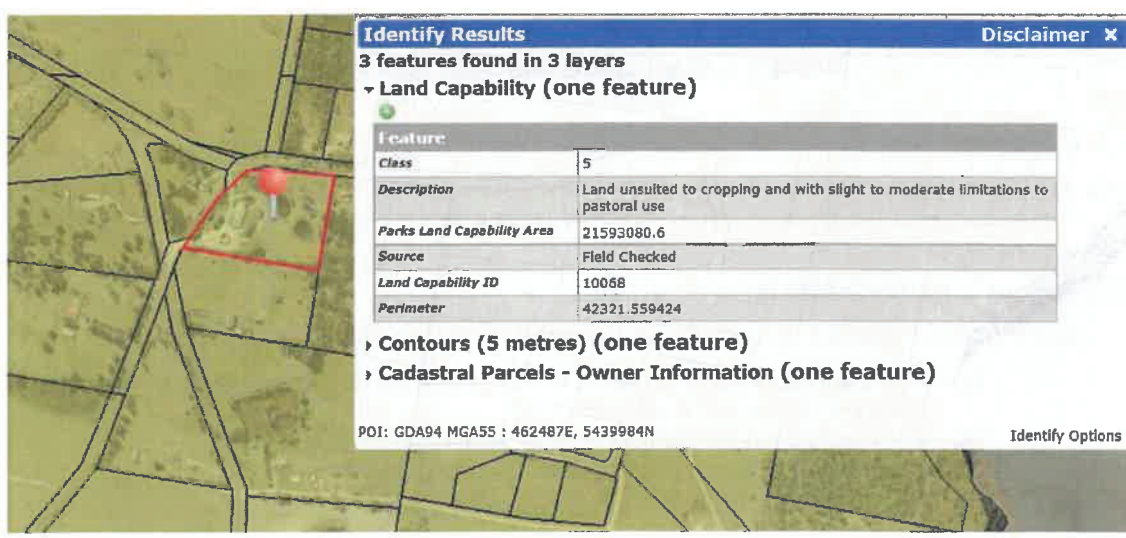 Identify Results Disclaimer ×
3 features found in 3 layers
Land Capability (one feature)
Feature
Class 5
Description Land unsuited to cropping and with slight to moderate limitations to
pastoral use
Parks Land Capability Area 21593080.6
Source Field Checked
Land Capability ID 10068
Perimeter 42321.559424
Contours (5 metres) (one feature)
Cadastral Parcels - Owner Information (one feature)
POI: GDA94 MGA55 : 462487E, 5439984N
Identify Options